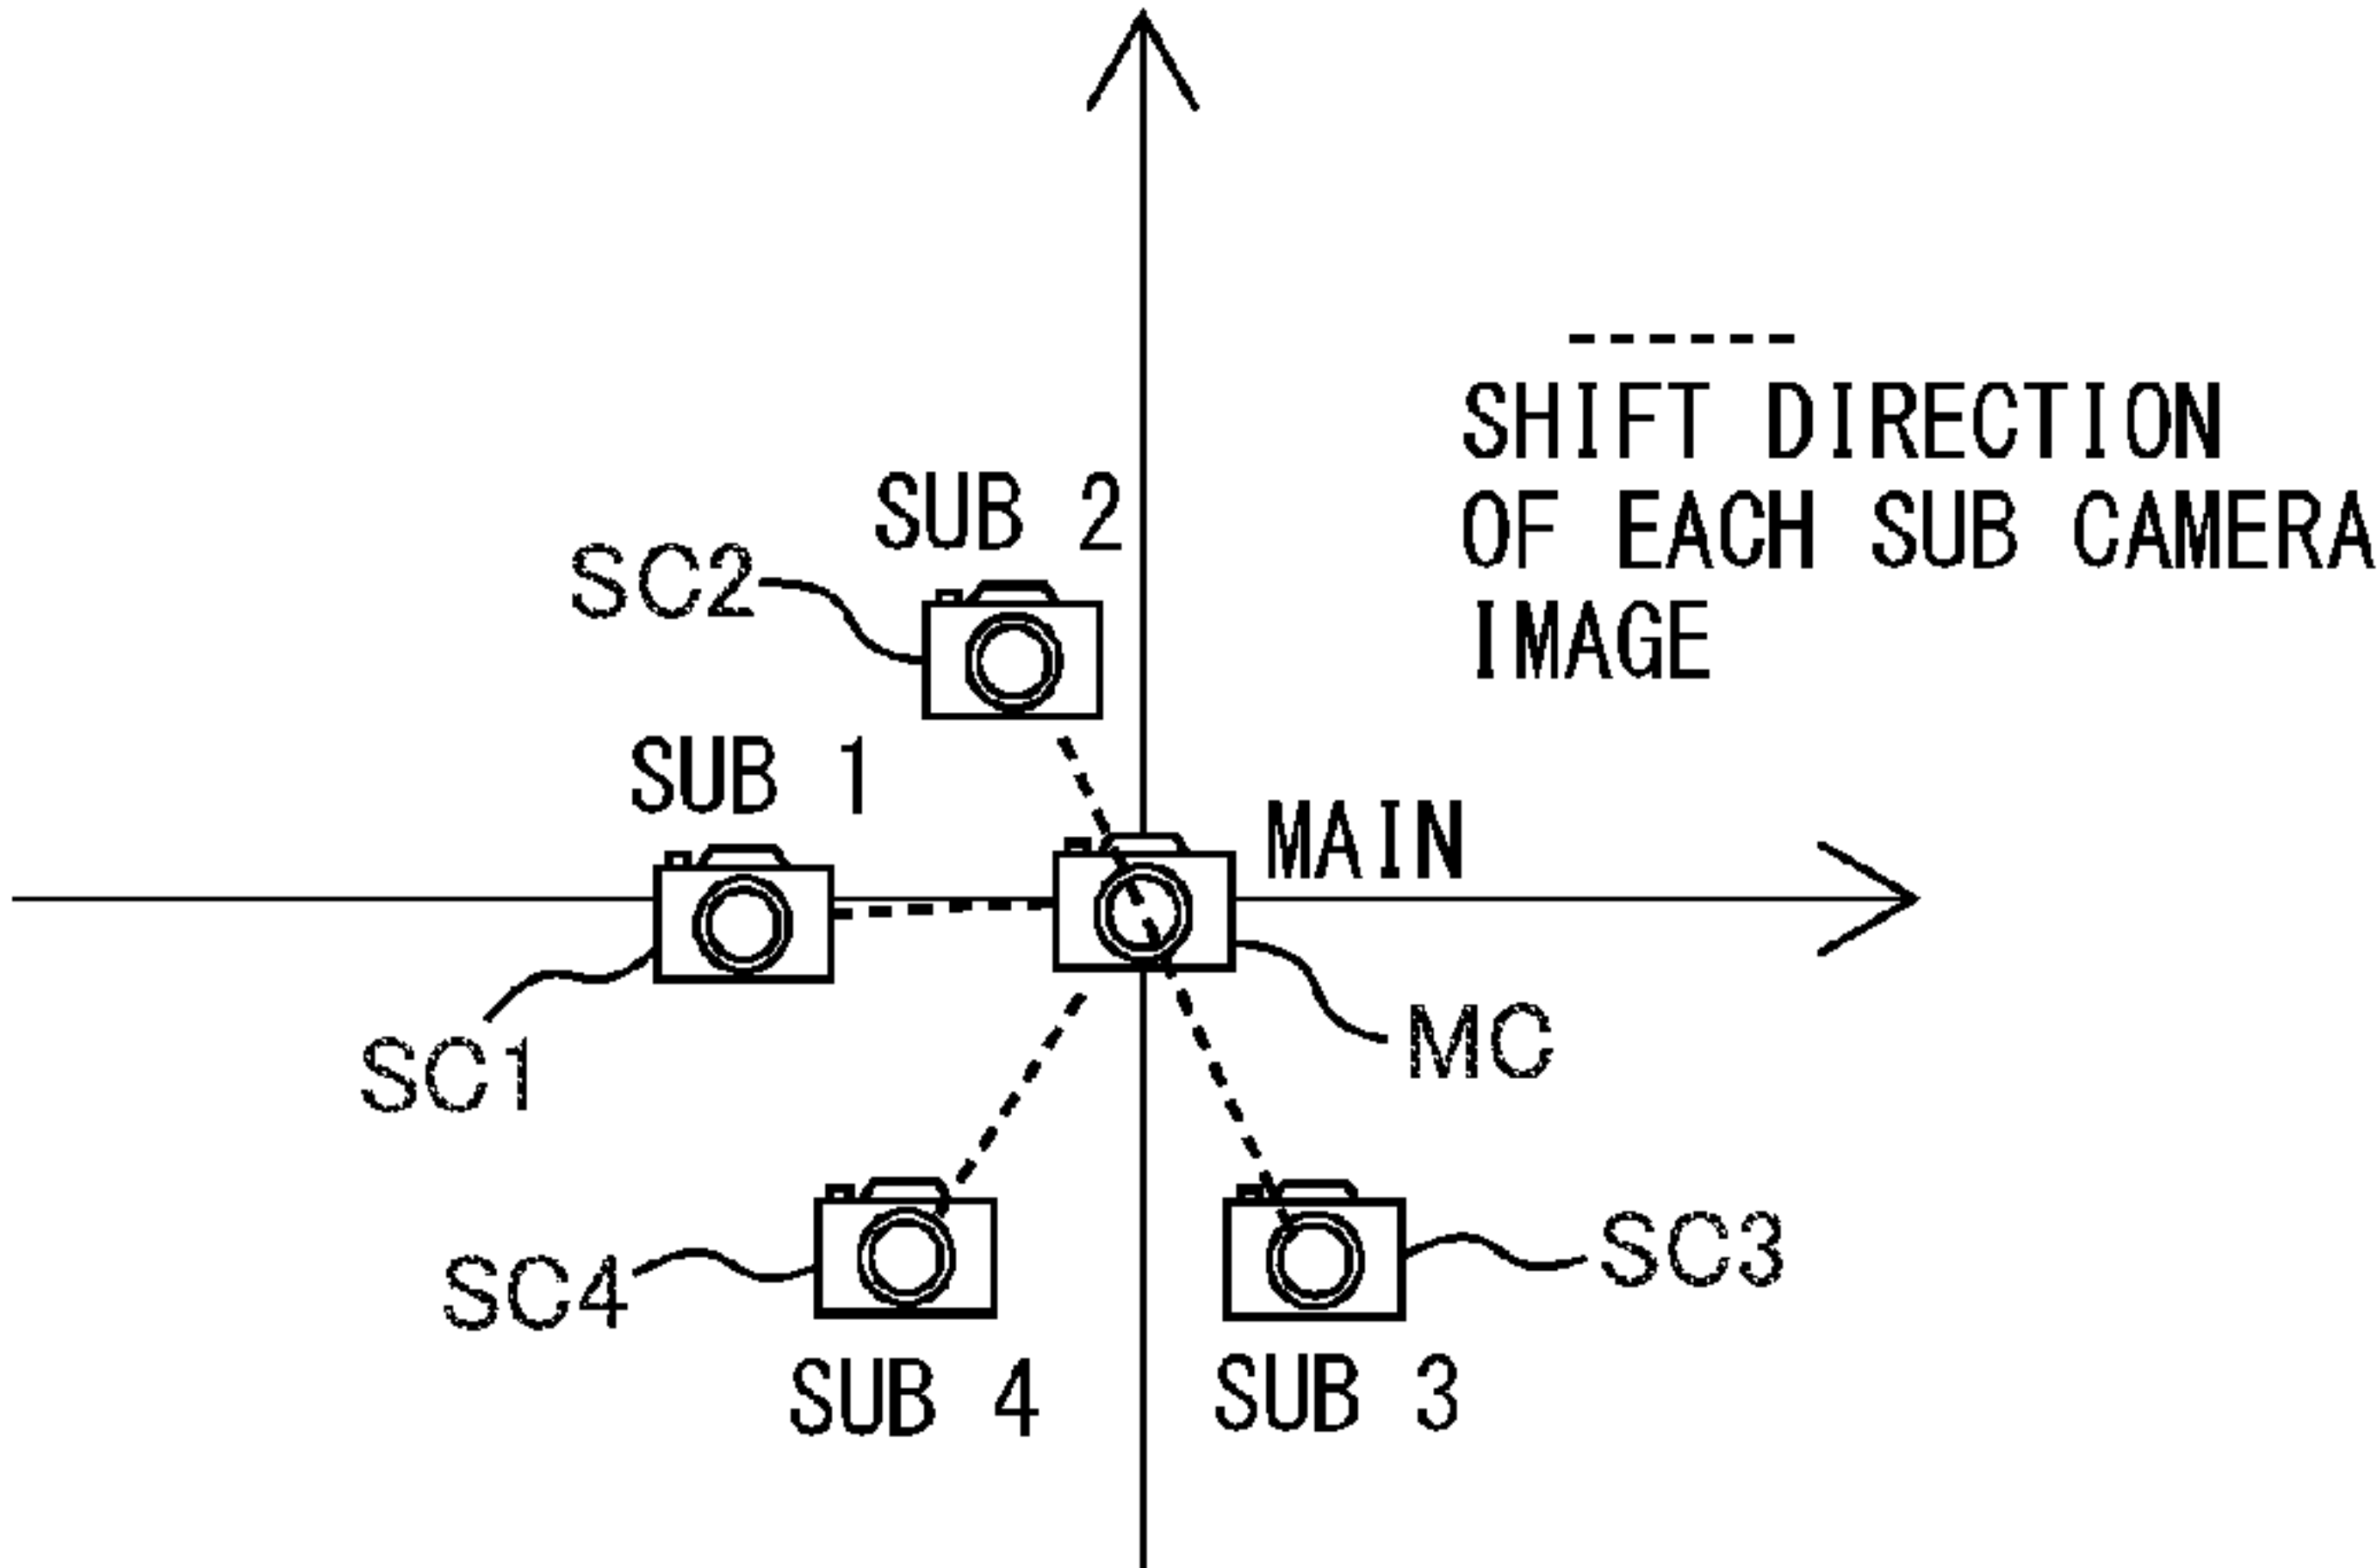 SHIFT DIRECTION
OF EACH SUB CAMERA
IMAGE
SUB 2
SC2
SUB 1
MAIN
SC1
MC
SC4
SC3
SUB 4
SUB 3